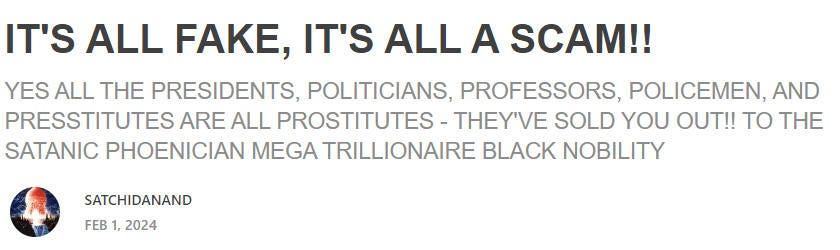 IT'S ALL FAKE, IT'S ALL A SCAM!!
YES ALL THE PRESIDENTS, POLITICIANS, PROFESSORS, POLICEMEN, AND
PRESSTITUTES ARE ALL PROSTITUTES - THEY'VE SOLD YOU OUT!! TO THE
SATANIC PHOENICIAN MEGA TRILLIONAIRE BLACK NOBILITY
SATCHIDANAND
FEB 1, 2024